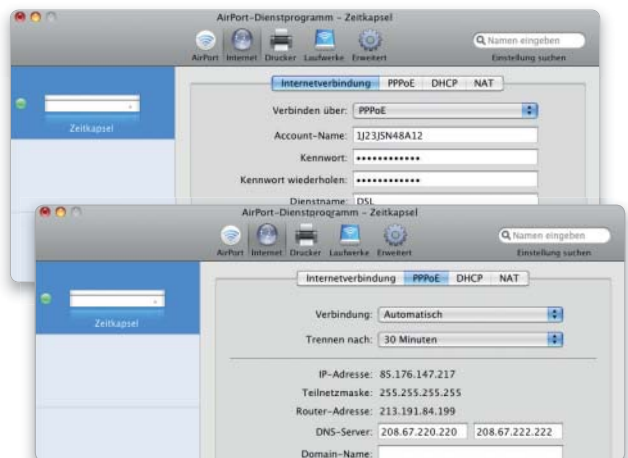 AirPort-Dienstprogramm – Zeitkapsel
AirPort Internet Drucker Laufwerke Erweitert
Namen eingeben
Einstellung suchen
Zeitkapsel
Internetverbindung PPPoE DHCP NAT
Verbinden über: PPPoE
Account-Name: 1J23JSN48A12
Kennwort: ••••••••••••
Kennwort wiederholen: ••••••••••••
Dienstname: DSL
AirPort-Dienstprogramm – Zeitkapsel
AirPort Internet Drucker Laufwerke Erweitert
Namen eingeben
Einstellung suchen
Zeitkapsel
Internetverbindung PPPoE DHCP NAT
Verbindung: Automatisch
Trennen nach: 30 Minuten
IP-Adresse: 85.176.147.217
Teilnetzmaske: 255.255.255.255
Router-Adresse: 213.191.84.199
DNS-Server: 208.67.220.220 208.67.222.222
Domain-Name: